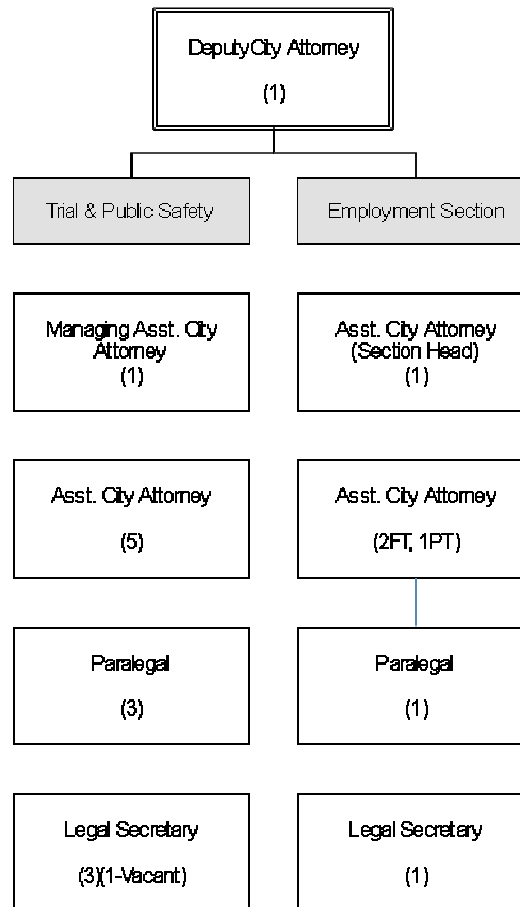 Deputy City Attorney
(1)
Trial & Public Safety
Employment Section
Managing Asst. City
Attorney
(1)
Asst. City Attorney
(Section Head)
(1)
Asst. City Attorney
(5)
Asst. City Attorney
(2FT, 1PT)
Paralegal
(3)
Paralegal
(1)
Legal Secretary
(3)(1-Vacant)
Legal Secretary
(1)